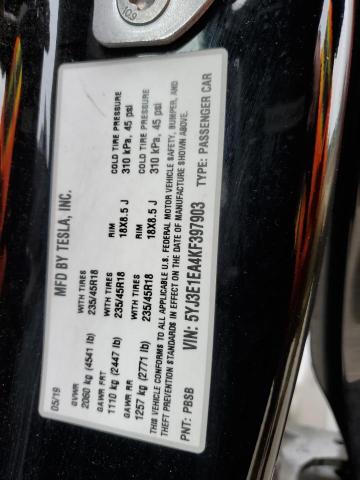 MFD BY TESLA, INC.
05/19
GVWR
2060 kg (4541 lb)
GAWR FRT WITH TIRES RIM COLD TIRE PRESSURE
1110 kg (2447 lb) 235/45R18 18X8.5 J 310 kPa, 45 psi
GAWR RR WITH TIRES RIM COLD TIRE PRESSURE
1257 kg (2771 lb) 235/45R18 18X8.5 J 310 kPa, 45 psi
THIS VEHICLE CONFORMS TO ALL APPLICABLE U.S. FEDERAL MOTOR VEHICLE SAFETY, BUMPER, AND
THEFT PREVENTION STANDARDS IN EFFECT ON THE DATE OF MANUFACTURE SHOWN ABOVE.
VIN: 5YJ3E1EA4KF397903 TYPE: PASSENGER CAR
PNT: PBSB